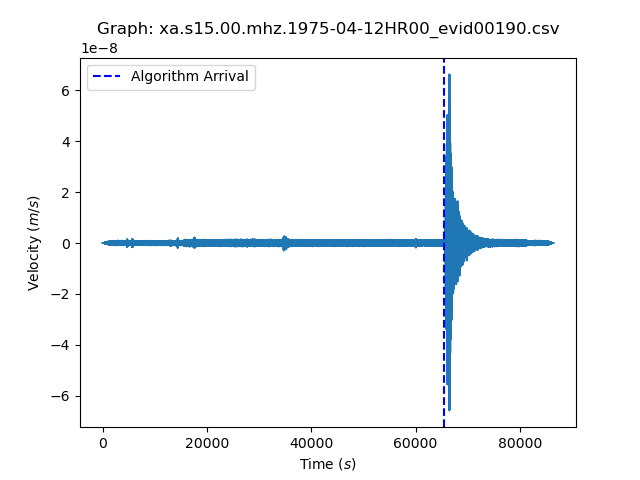 Graph: xa.s15.00.mhz.1975-04-12HR00_evid00190.csv
1e−8
Algorithm Arrival
6
4
2
0
−2
−4
−6
Velocity (m/s)
0 20000 40000 60000 80000
Time (s)